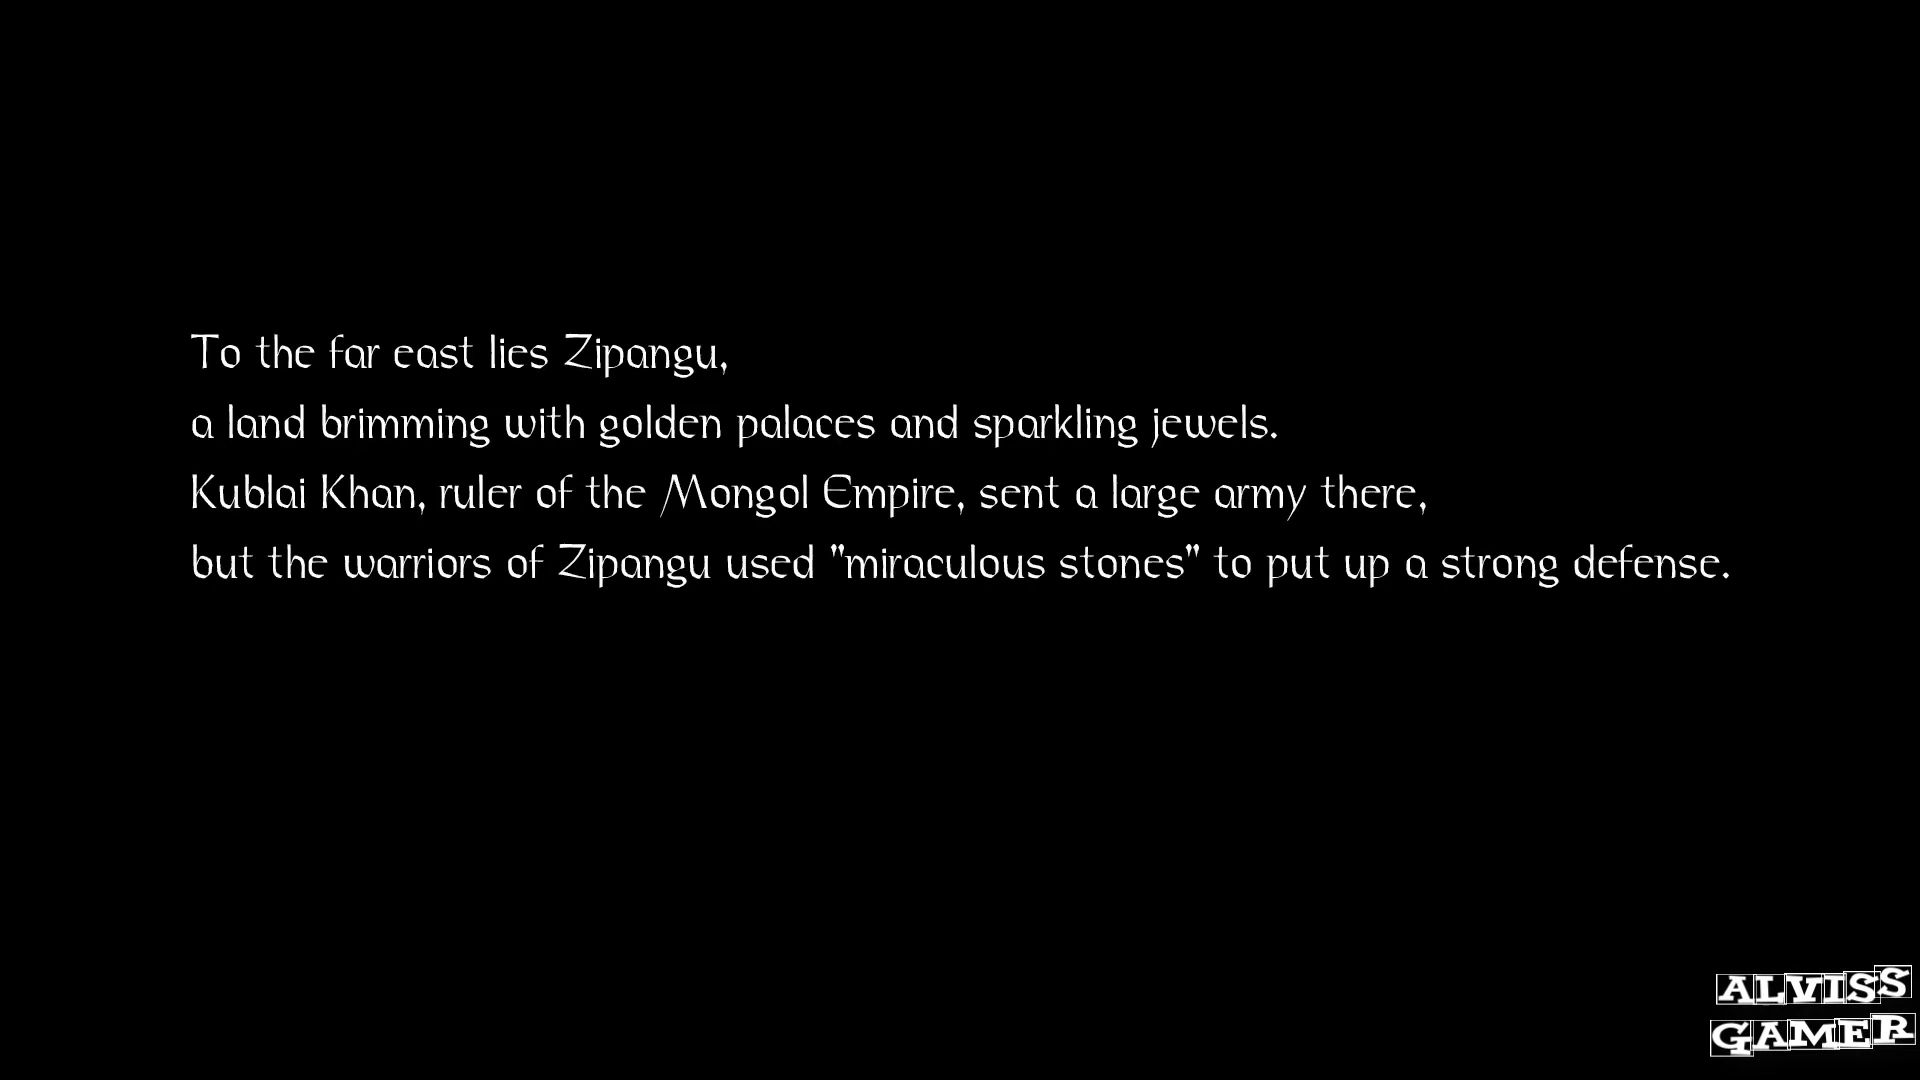 To the far east lies Zipangu,
a land brimming with golden palaces and sparkling jewels.
Kublai Khan, ruler of the Mongol Empire, sent a large army there,
but the warriors of Zipangu used "miraculous stones" to put up a strong defense.
ALVISS
GAMER